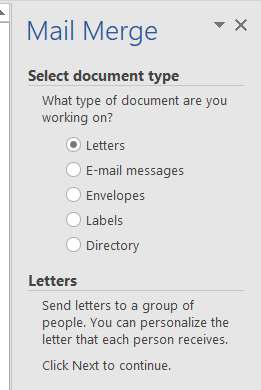 Mail Merge
Select document type
What type of document are you
working on?
Letters
E-mail messages
Envelopes
Labels
Directory
Letters
Send letters to a group of
people. You can personalize the
letter that each person receives.
Click Next to continue.